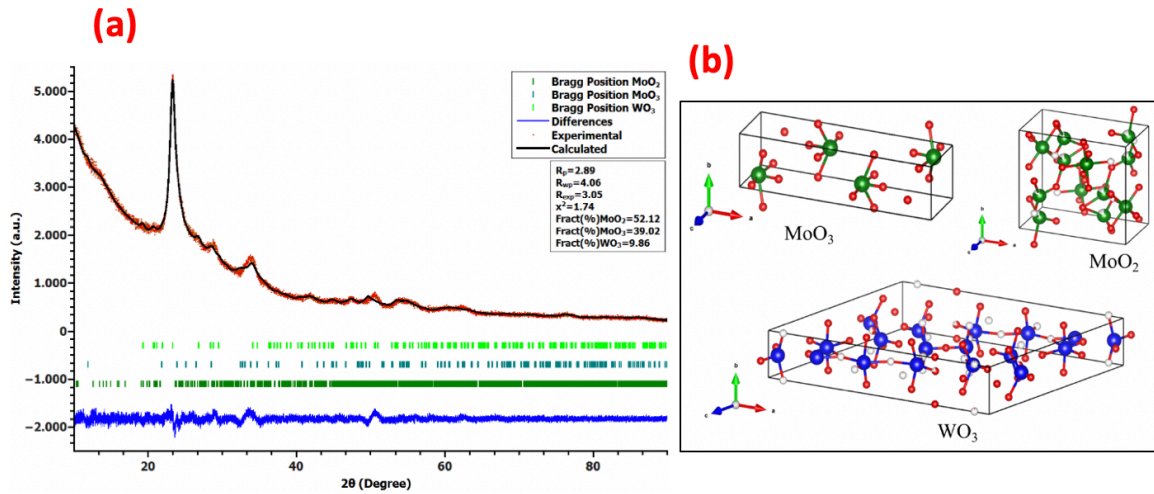 (a)
5.000
4.000
3.000
2.000
1.000
0
−1.000
−2.000
Intensity (a.u.)
20
40
60
80
2θ (Degree)
Bragg Position MoO₂
Bragg Position MoO₃
Bragg Position WO₃
Differences
Experimental
Calculated
Rₚ=2.89
R_wp=4.06
R_exp=3.05
x²=1.74
Fract(%)MoO₂=52.12
Fract(%)MoO₃=39.02
Fract(%)WO₃=9.86
(b)
b
c
a
MoO₃
b
c
a
MoO₂
b
c
a
WO₃